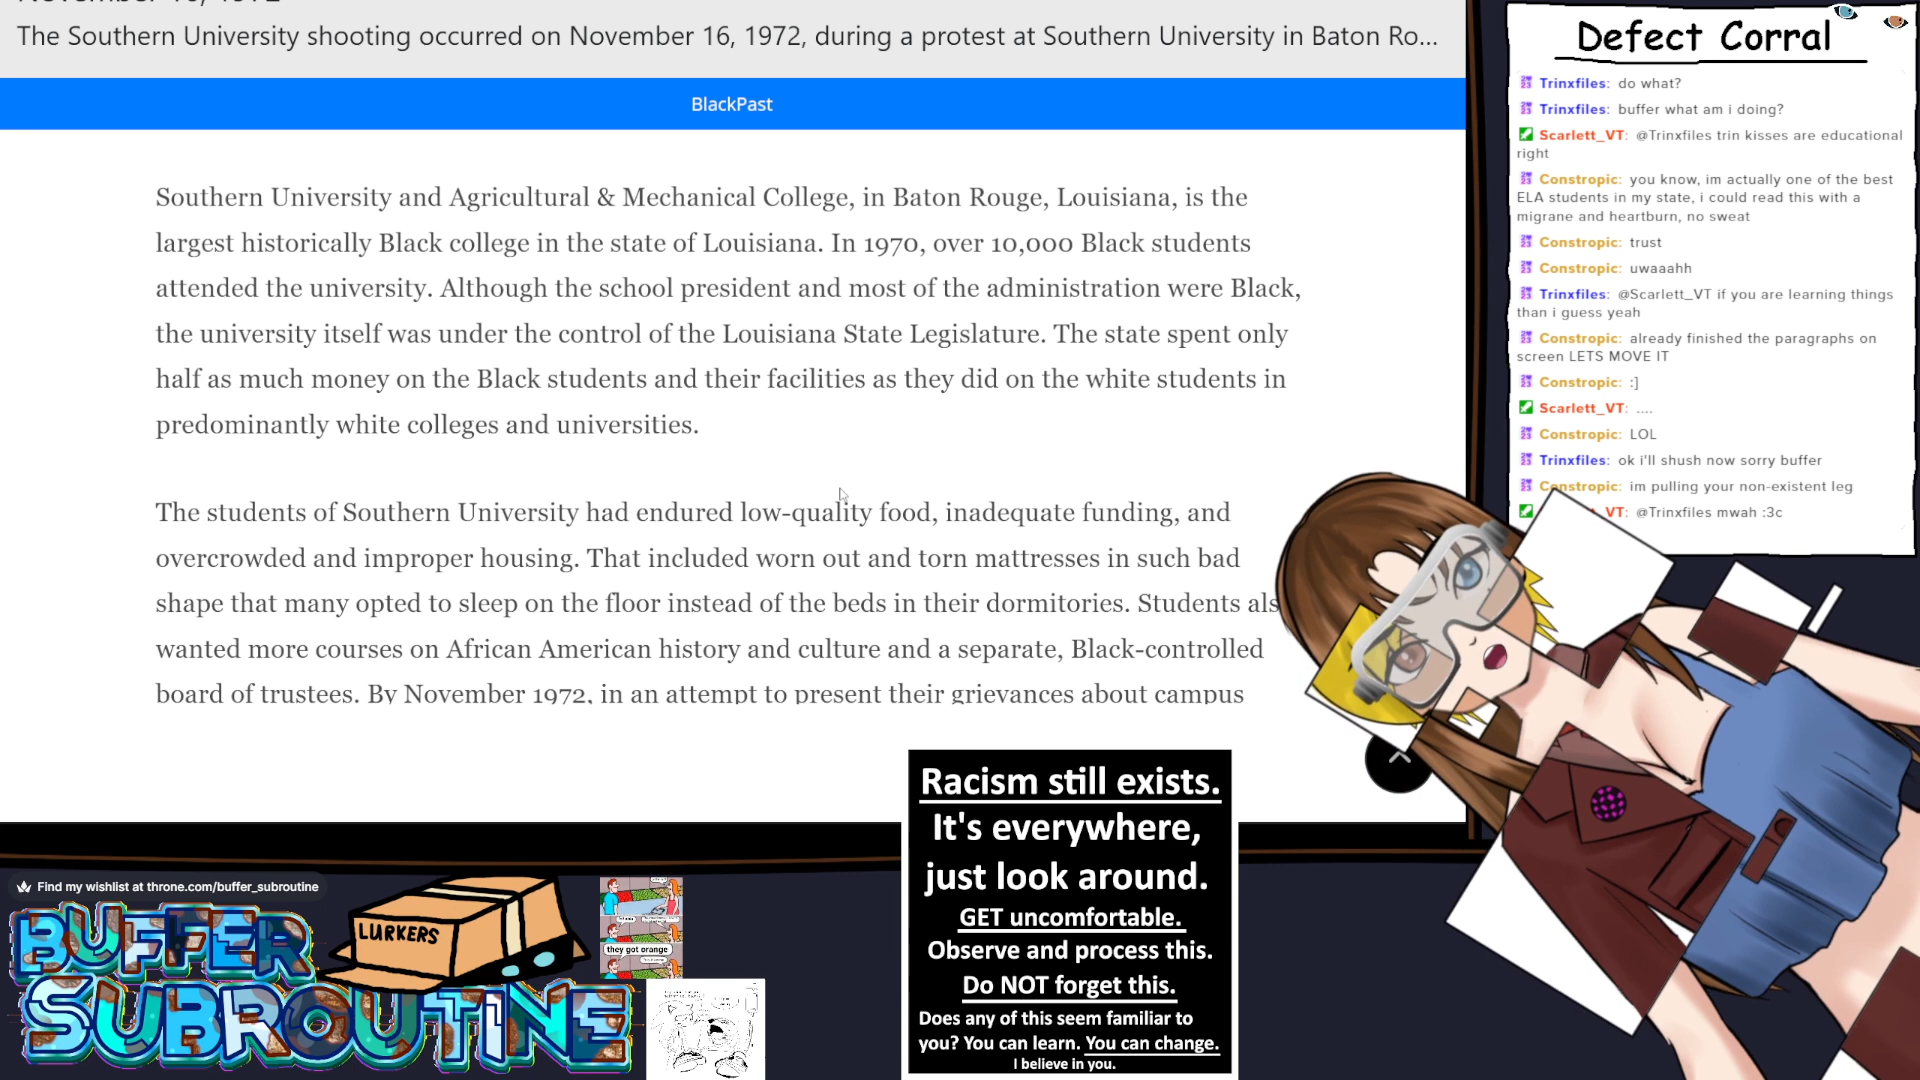 The Southern University shooting occurred on November 16, 1972, during a protest at Southern University in Baton Ro...
BlackPast
Southern University and Agricultural & Mechanical College, in Baton Rouge, Louisiana, is the
largest historically Black college in the state of Louisiana. In 1970, over 10,000 Black students
attended the university. Although the school president and most of the administration were Black,
the university itself was under the control of the Louisiana State Legislature. The state spent only
half as much money on the Black students and their facilities as they did on the white students in
predominantly white colleges and universities.
The students of Southern University had endured low-quality food, inadequate funding, and
overcrowded and improper housing. That included worn out and torn mattresses in such bad
shape that many opted to sleep on the floor instead of the beds in their dormitories. Students als
wanted more courses on African American history and culture and a separate, Black-controlled
board of trustees. By November 1972, in an attempt to present their grievances about campus
Defect Corral
Trinxfiles: do what?
Trinxfiles: buffer what am i doing?
Scarlett_VT: @Trinxfiles trin kisses are educational
right
Constropic: you know, im actually one of the best
ELA students in my state, i could read this with a
migrane and heartburn, no sweat
Constropic: trust
Constropic: uwaaahh
Trinxfiles: @Scarlett_VT if you are learning things
than i guess yeah
Constropic: already finished the paragraphs on
screen LETS MOVE IT
Constropic: :]
Scarlett_VT: ....
Constropic: LOL
Trinxfiles: ok i'll shush now sorry buffer
Constropic: im pulling your non-existent leg
_VT: @Trinxfiles mwah :3c
Racism still exists.
It's everywhere,
just look around.
GET uncomfortable.
Observe and process this.
Do NOT forget this.
Does any of this seem familiar to
you? You can learn. You can change.
I believe in you.
Find my wishlist at throne.com/buffer_subroutine
BUFFER
SUBROUTINE
LURKERS
they got orange